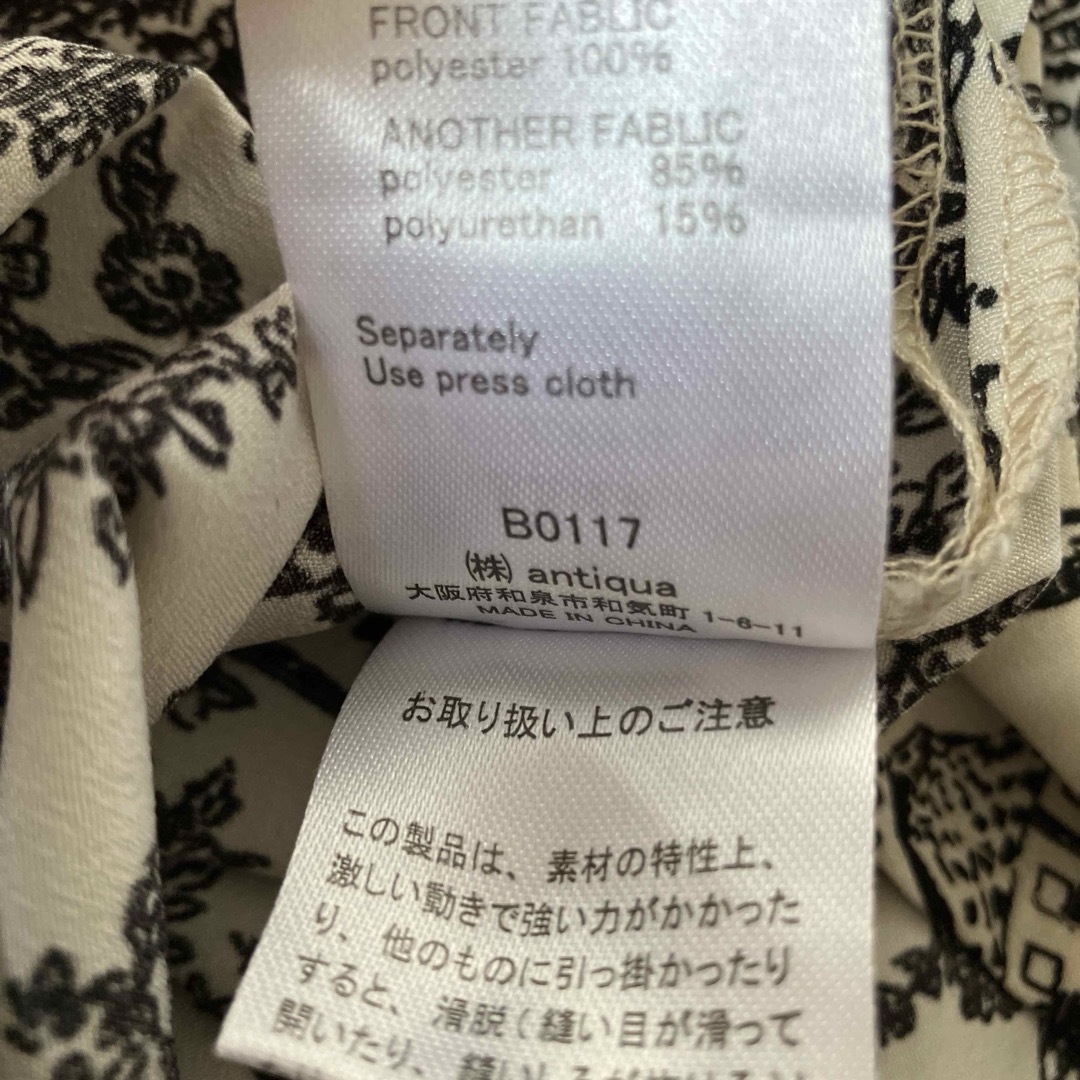 FRONT FABLIC
polyester 100%
ANOTHER FABLIC
polyester 85%
polyurethan 15%
Separately
Use press cloth
B0117
㈱ antiqua
大阪府和泉市和気町 1-6-11
MADE IN CHINA
お取り扱い上のご注意
この製品は、素材の特性上、
激しい動きで強い力がかかった
り、他のものに引っ掛かったり
すると、滑脱(縫い目が滑って
開いたり、縫いしろが